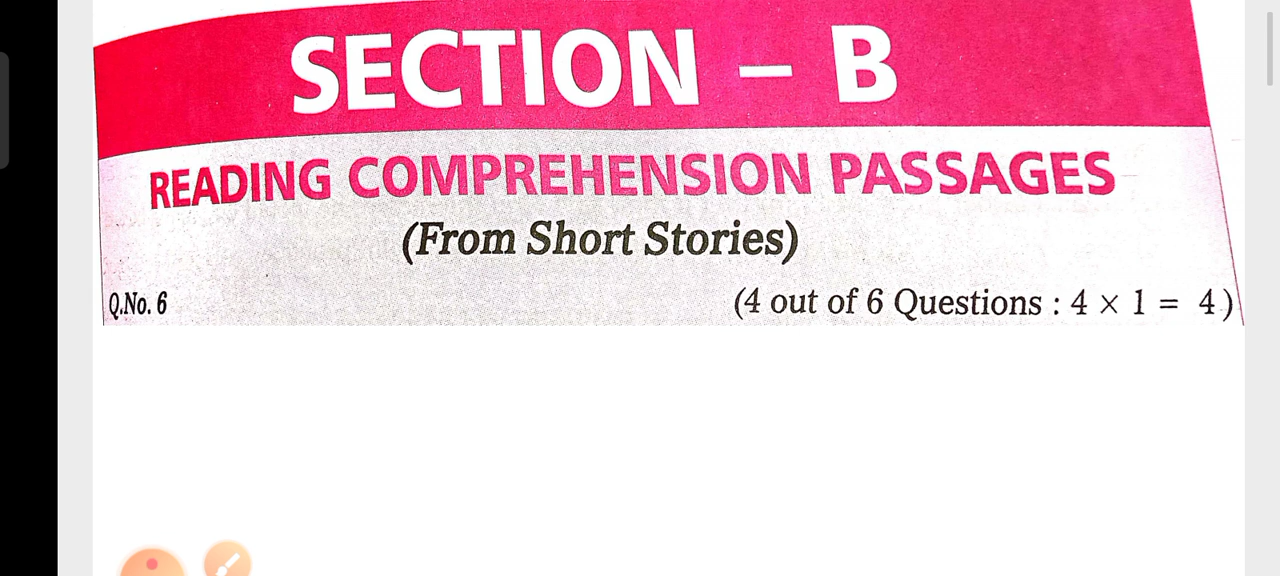 SECTION – B
READING COMPREHENSION PASSAGES
(From Short Stories)
Q.No. 6
(4 out of 6 Questions : 4 × 1 = 4)